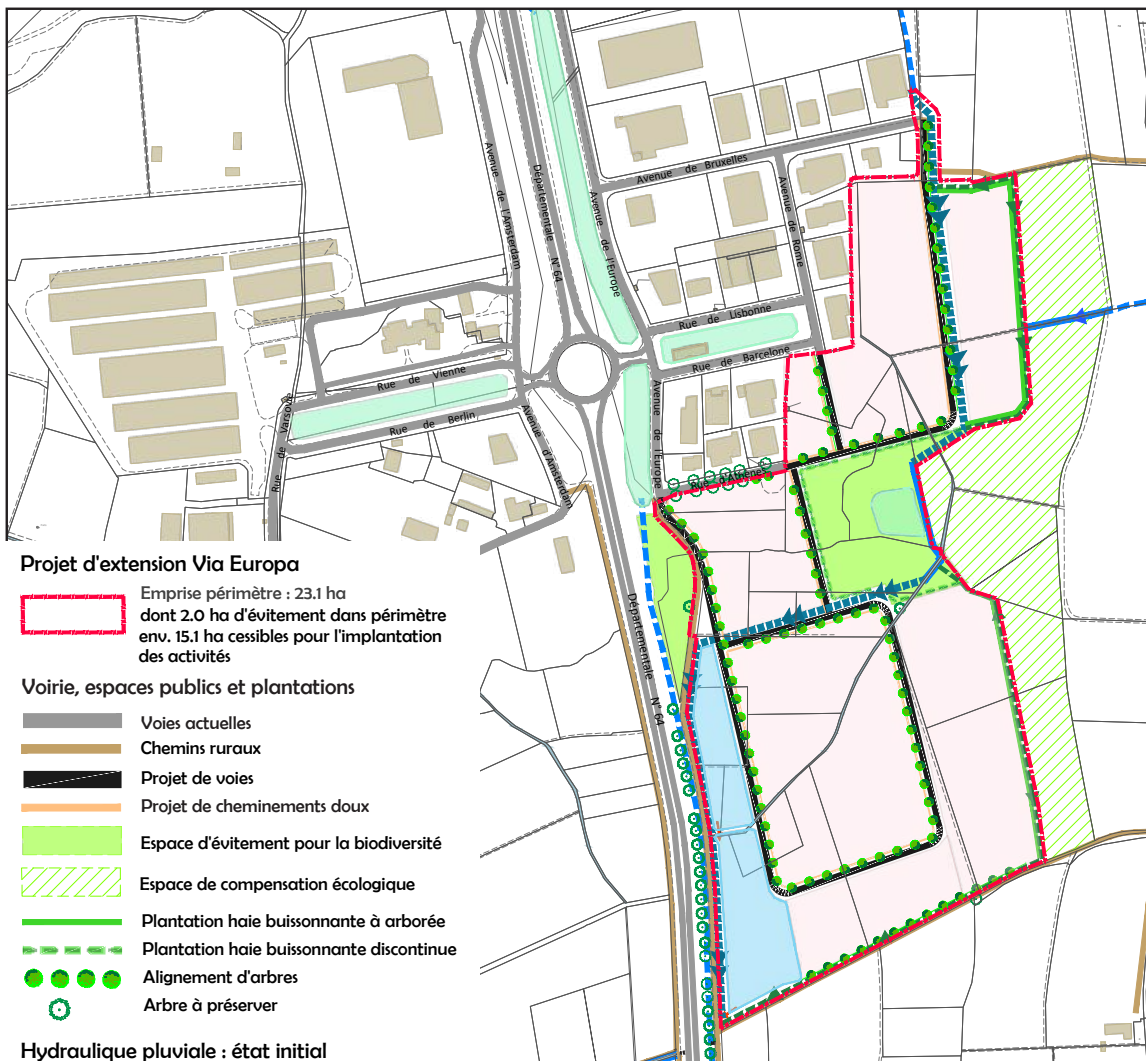 Avenue de Bruxelles
Avenue de l'Amsterdam
Départementale N° 64
Avenue de l'Europe
Avenue de Rome
Rue de Lisbonne
Rue de Barcelone
Rue de Vienne
Rue de Berlin
Rue de Varsovie
Avenue d'Amsterdam
Avenue de l'Europe
Rue d'Athènes
Départementale N° 64
Projet d'extension Via Europa
Emprise périmètre : 23.1 ha
dont 2.0 ha d'évitement dans périmètre
env. 15.1 ha cessibles pour l'implantation
des activités
Voirie, espaces publics et plantations
Voies actuelles
Chemins ruraux
Projet de voies
Projet de cheminements doux
Espace d'évitement pour la biodiversité
Espace de compensation écologique
Plantation haie buissonnante à arborée
Plantation haie buissonnante discontinue
Alignement d'arbres
Arbre à préserver
Hydraulique pluviale : état initial